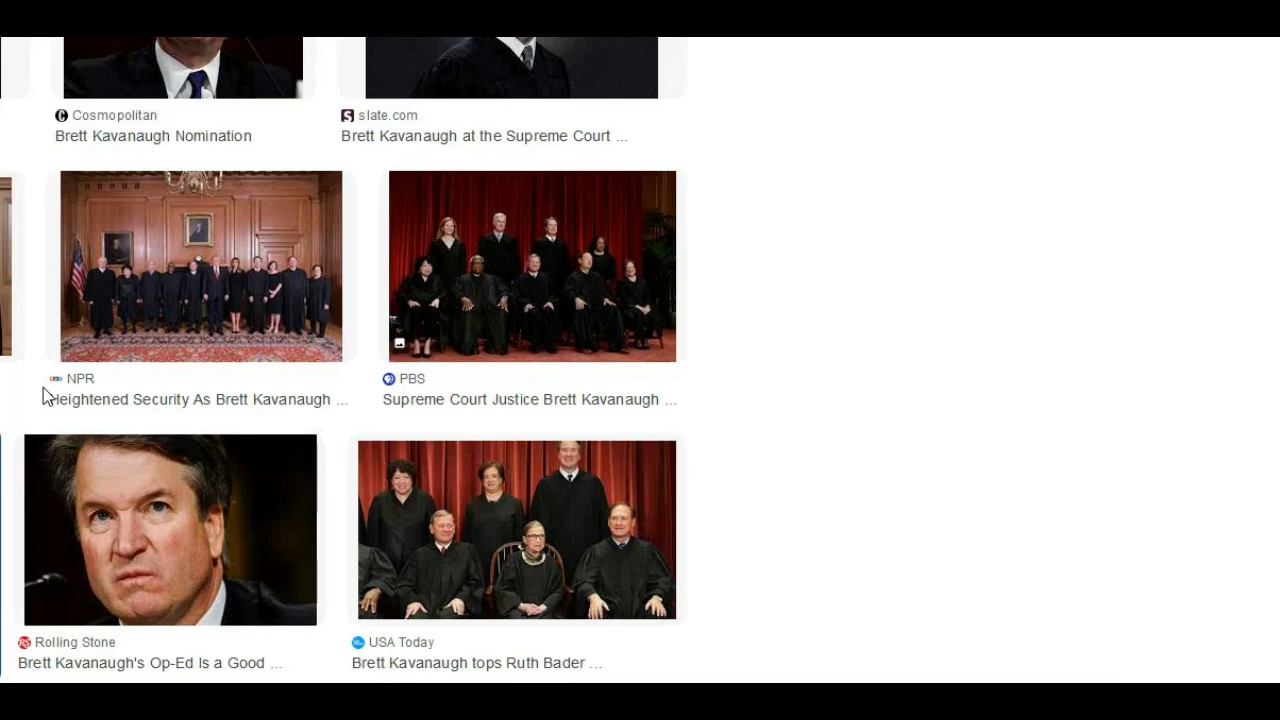 Cosmopolitan
Brett Kavanaugh Nomination
slate.com
Brett Kavanaugh at the Supreme Court ...
NPR
Heightened Security As Brett Kavanaugh ...
PBS
Supreme Court Justice Brett Kavanaugh ...
Rolling Stone
Brett Kavanaugh's Op-Ed Is a Good ...
USA Today
Brett Kavanaugh tops Ruth Bader ...